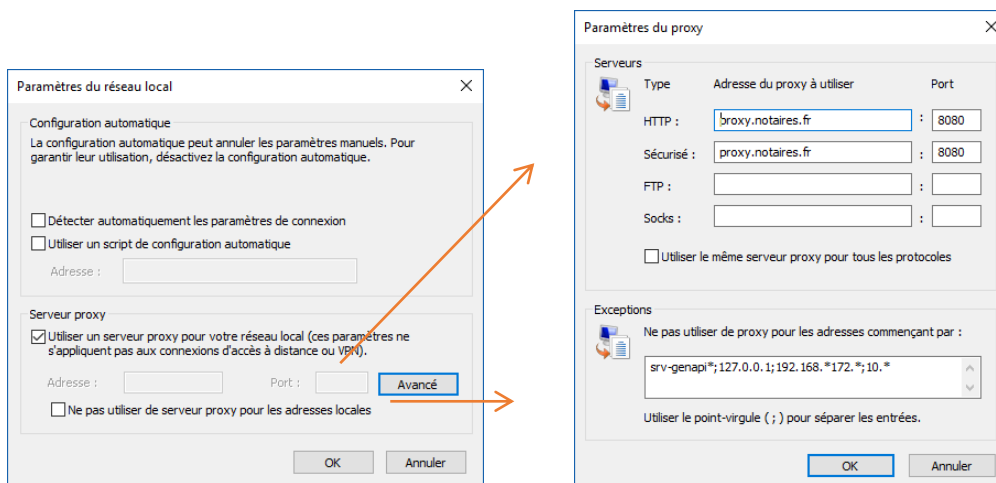 Paramètres du réseau local
Configuration automatique
La configuration automatique peut annuler les paramètres manuels. Pour
garantir leur utilisation, désactivez la configuration automatique.
Détecter automatiquement les paramètres de connexion
Utiliser un script de configuration automatique
Adresse :
Serveur proxy
Utiliser un serveur proxy pour votre réseau local (ces paramètres ne
s'appliquent pas aux connexions d'accès à distance ou VPN).
Adresse : Port : Avancé
Ne pas utiliser de serveur proxy pour les adresses locales
OK Annuler
Paramètres du proxy
Serveurs
Type Adresse du proxy à utiliser Port
HTTP : proxy.notaires.fr : 8080
Sécurisé : proxy.notaires.fr : 8080
FTP : :
Socks : :
Utiliser le même serveur proxy pour tous les protocoles
Exceptions
Ne pas utiliser de proxy pour les adresses commençant par :
srv-genapi*;127.0.0.1;192.168.*172.*;10.*
Utiliser le point-virgule ( ; ) pour séparer les entrées.
OK Annuler